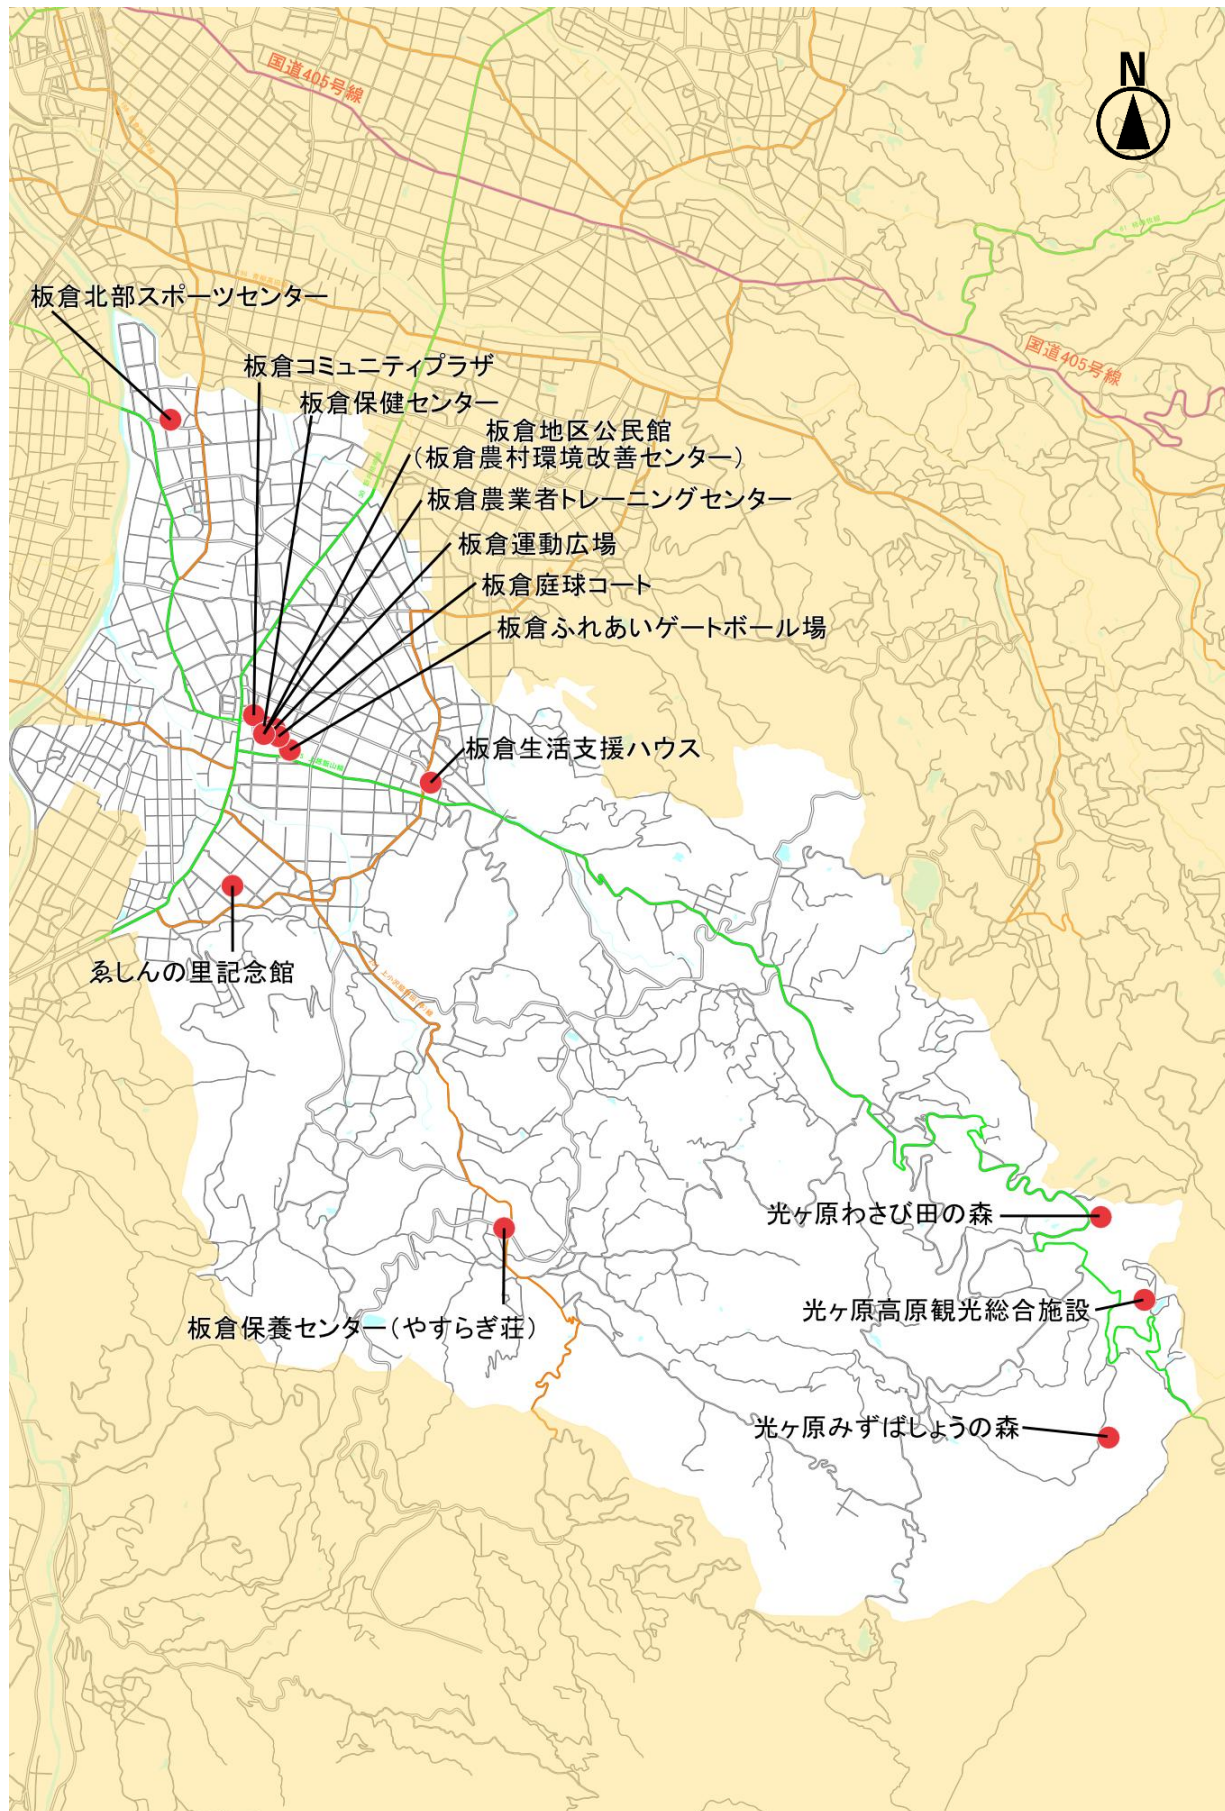 N
国道405号線
国道405号線
板倉北部スポーツセンター
板倉コミュニティプラザ
板倉保健センター
板倉地区公民館
(板倉農村環境改善センター)
板倉農業者トレーニングセンター
板倉運動広場
板倉庭球コート
板倉ふれあいゲートボール場
板倉生活支援ハウス
ゑしんの里記念館
光ヶ原わさび田の森
光ヶ原高原観光総合施設
板倉保養センター(やすらぎ荘)
光ヶ原みずばしょうの森